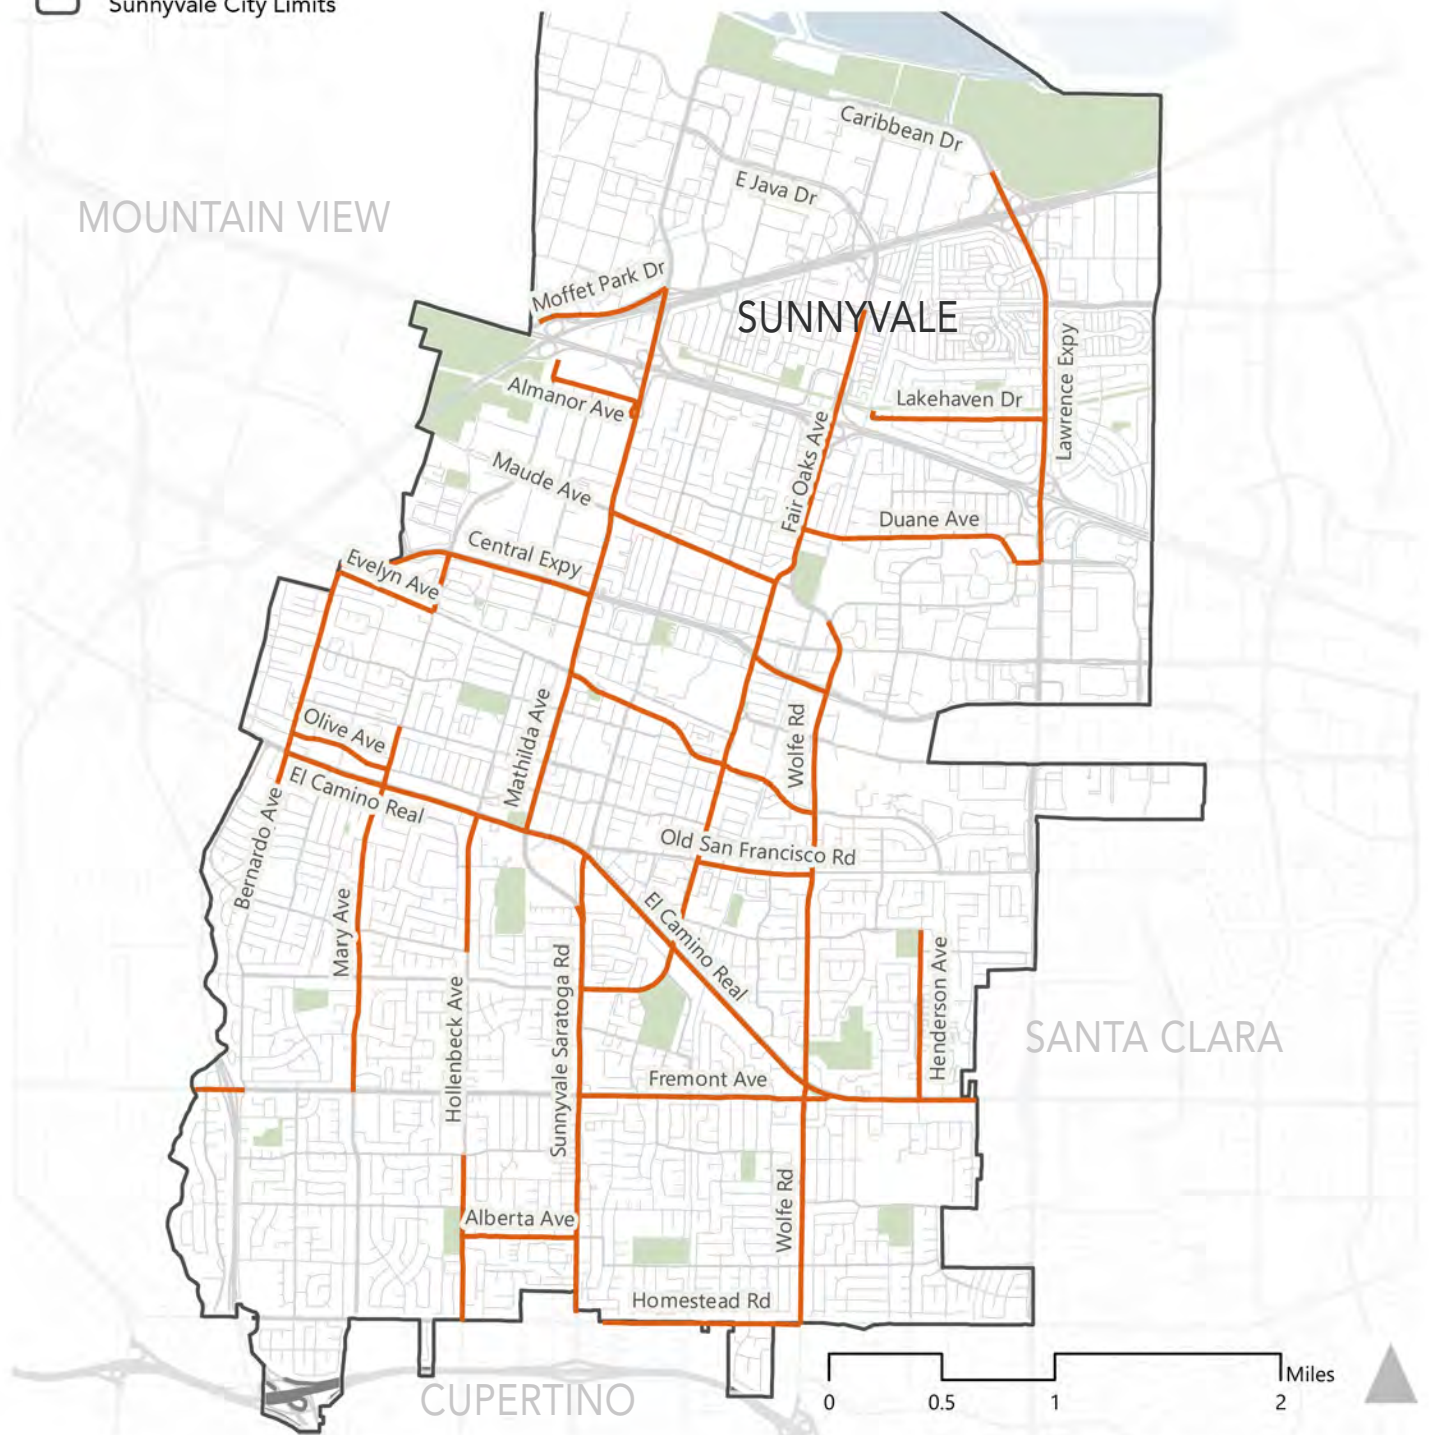 Sunnyvale City Limits
Caribbean Dr
E Java Dr
MOUNTAIN VIEW
Moffet Park Dr
SUNNYVALE
Almanor Ave
Lakehaven Dr
Lawrence Expy
Fair Oaks Ave
Maude Ave
Duane Ave
Central Expy
Evelyn Ave
Olive Ave
Mathilda Ave
Wolfe Rd
El Camino Real
Bernardo Ave
Old San Francisco Rd
El Camino Real
Mary Ave
Hollenbeck Ave
Sunnyvale Saratoga Rd
Henderson Ave
SANTA CLARA
Fremont Ave
Wolfe Rd
Alberta Ave
Homestead Rd
CUPERTINO
Miles
0 0.5 1 2